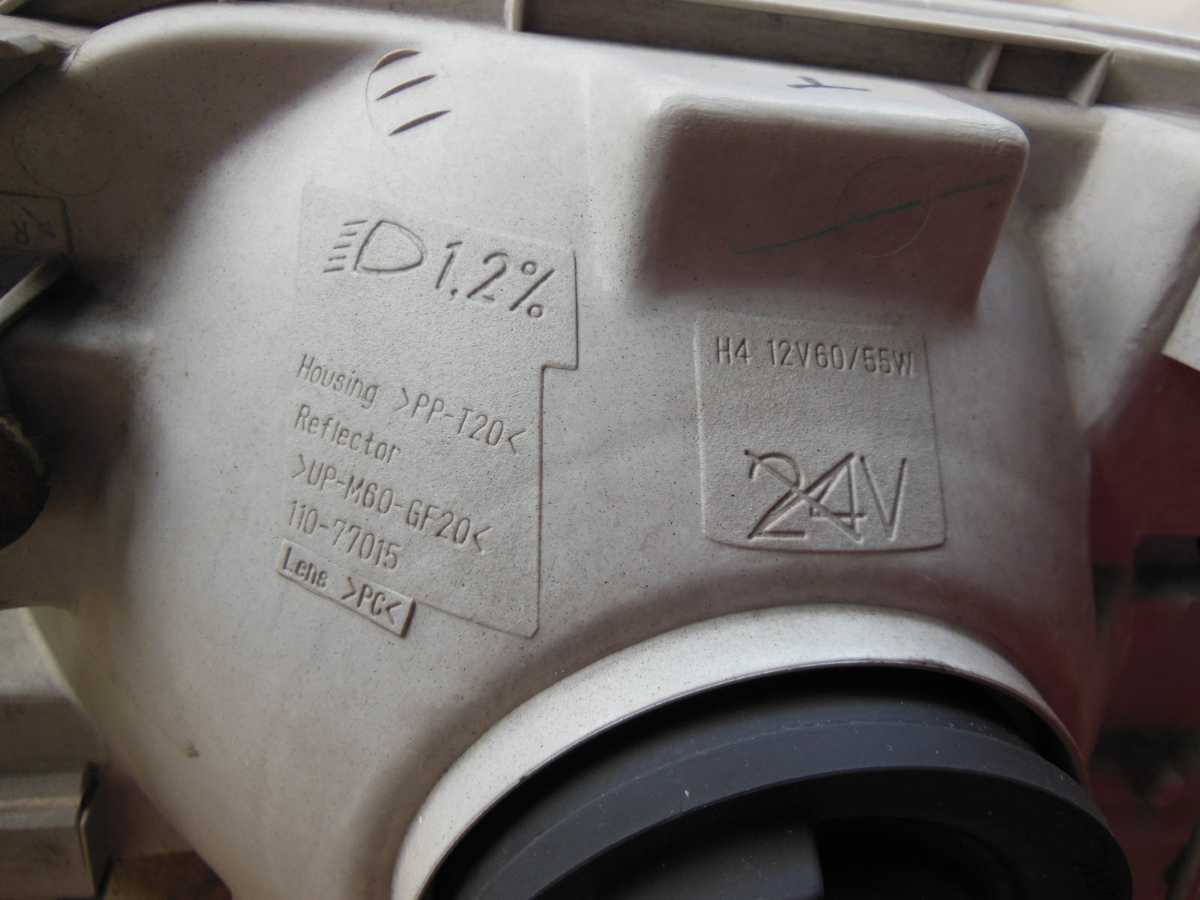 1,2%
Housing >PP-T20<
Reflector
>UP-M60-GF20<
110-77015
Lens >PC<
H4 12V60/55W
24V
R